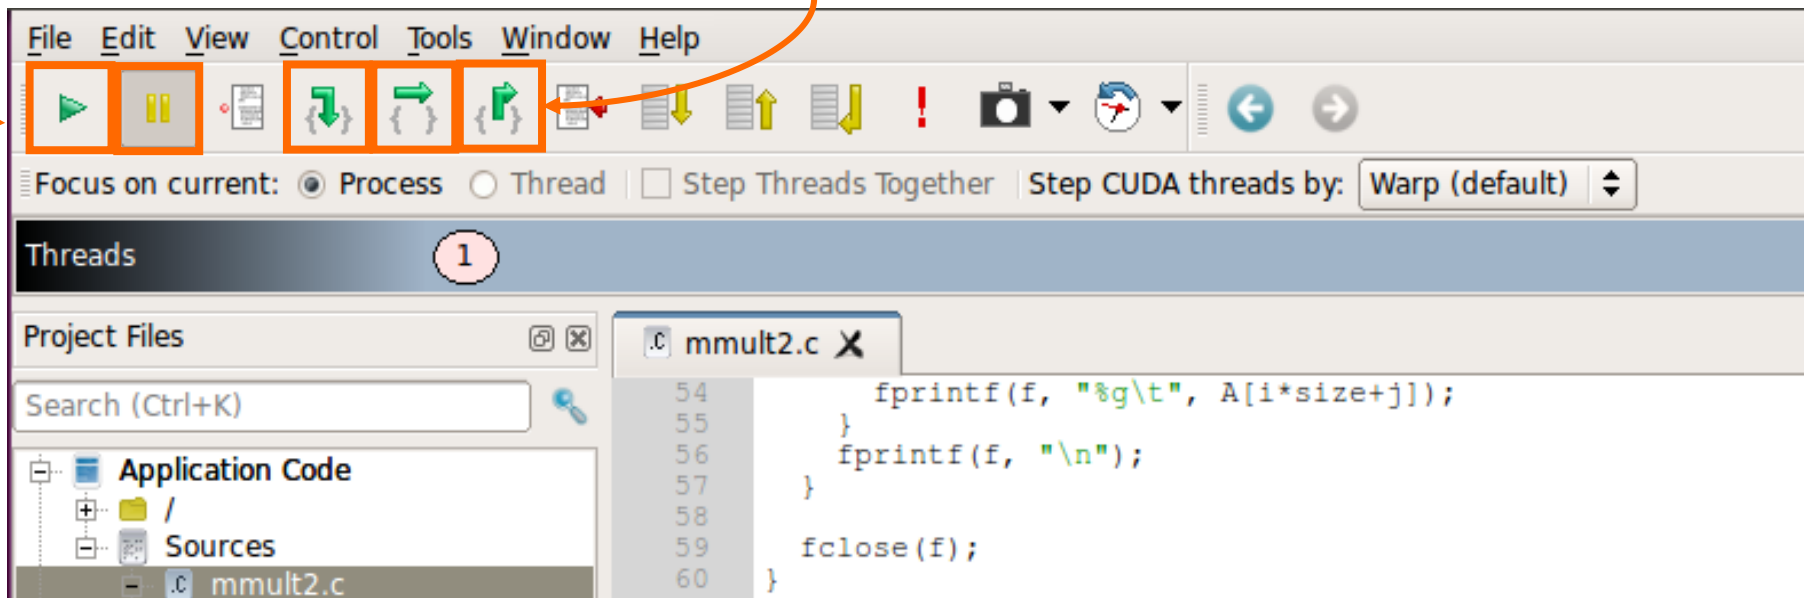 File Edit View Control Tools Window Help
Focus on current: Process Thread Step Threads Together Step CUDA threads by: Warp (default)
Threads 1
Project Files
mmult2.c
Search (Ctrl+K)
Application Code
/
Sources
mmult2.c
54 fprintf(f, "%g\t", A[i*size+j]);
55 }
56 fprintf(f, "\n");
57 }
58
59 fclose(f);
60 }